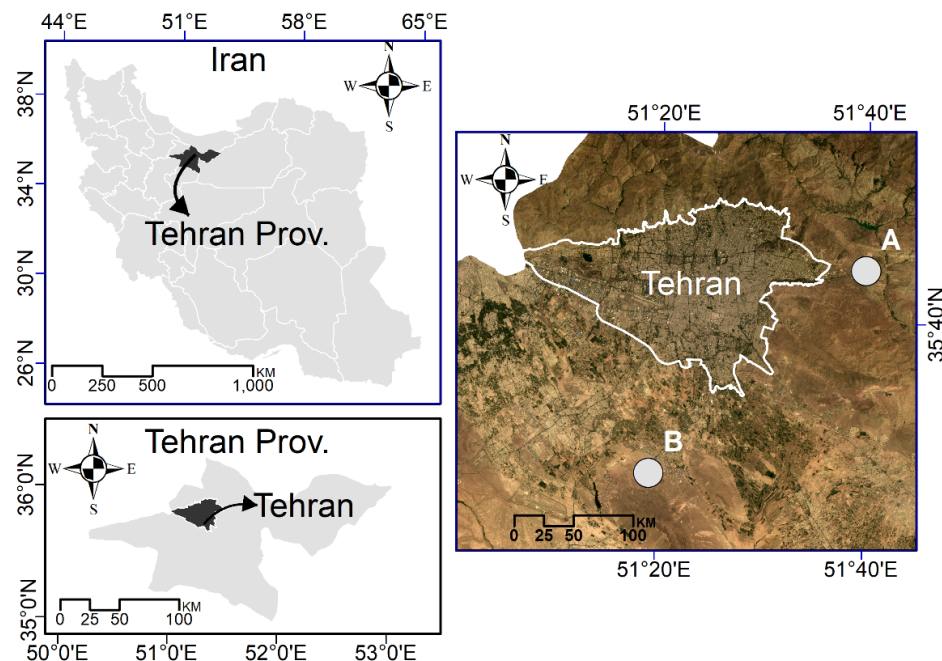 44°E 51°E 58°E 65°E
Iran
N
W E
S
38°N
34°N
30°N
26°N
Tehran Prov.
KM
0 250 500 1,000
Tehran Prov.
N
W E
S
36°0'N
35°0'N
Tehran
KM
0 25 50 100
50°0'E 51°0'E 52°0'E 53°0'E
51°20'E 51°40'E
N
W E
S
A
Tehran
35°40'N
B
0 25 50 100
KM
51°20'E 51°40'E